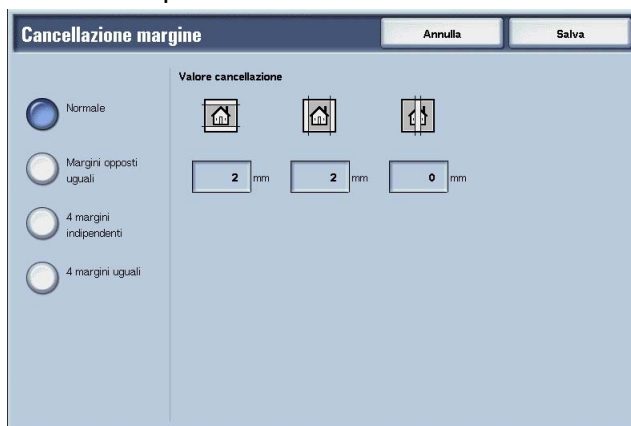 Cancellazione margine
Annulla
Salva
Valore cancellazione
Normale
Margini opposti
uguali
4 margini
indipendenti
4 margini uguali
2 mm 2 mm 0 mm